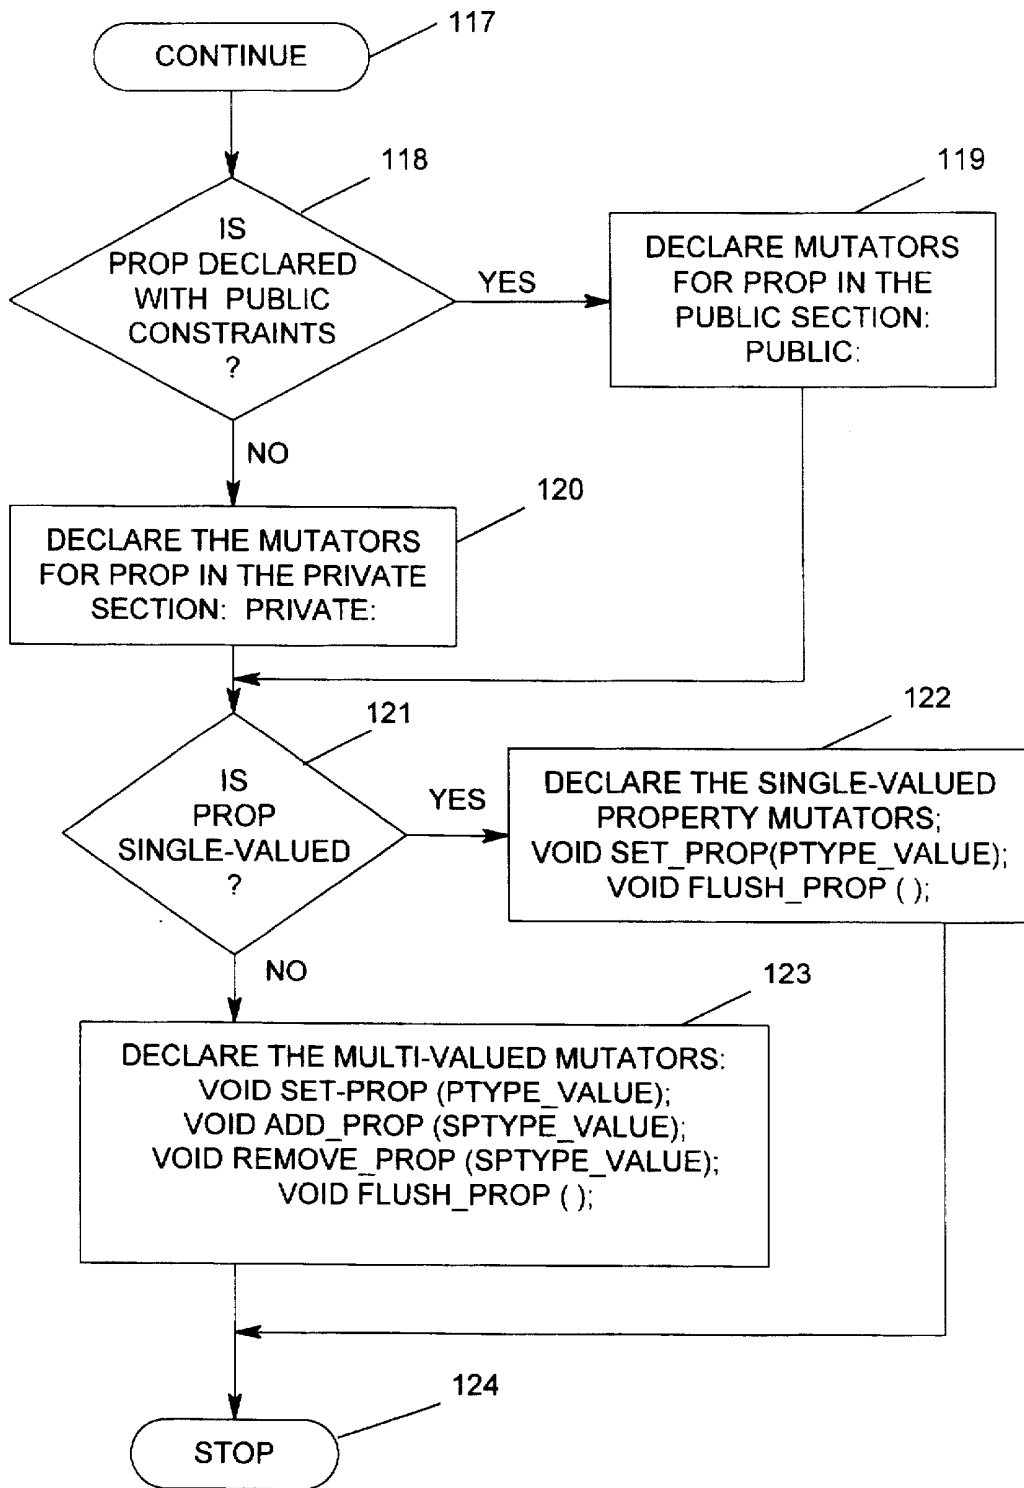 117
CONTINUE
118
IS
PROP DECLARED
WITH PUBLIC
CONSTRAINTS
?
YES
119
DECLARE MUTATORS
FOR PROP IN THE
PUBLIC SECTION:
PUBLIC:
NO
120
DECLARE THE MUTATORS
FOR PROP IN THE PRIVATE
SECTION: PRIVATE:
121
IS
PROP
SINGLE-VALUED
?
YES
122
DECLARE THE SINGLE-VALUED
PROPERTY MUTATORS;
VOID SET_PROP(PTYPE_VALUE);
VOID FLUSH_PROP ( );
NO
123
DECLARE THE MULTI-VALUED MUTATORS:
VOID SET-PROP (PTYPE_VALUE);
VOID ADD_PROP (SPTYPE_VALUE);
VOID REMOVE_PROP (SPTYPE_VALUE);
VOID FLUSH_PROP ( );
124
STOP